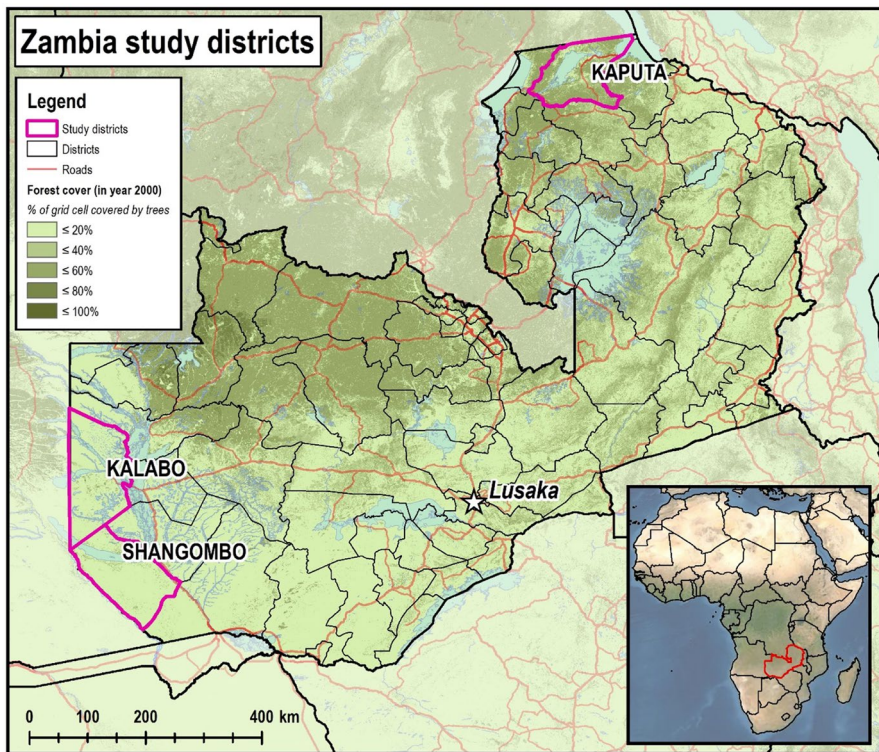 Zambia study districts
Legend
Study districts
Districts
Roads
Forest cover (in year 2000)
% of grid cell covered by trees
≤ 20%
≤ 40%
≤ 60%
≤ 80%
≤ 100%
KAPUTA
KALABO
Lusaka
SHANGOMBO
0 100 200 400 km